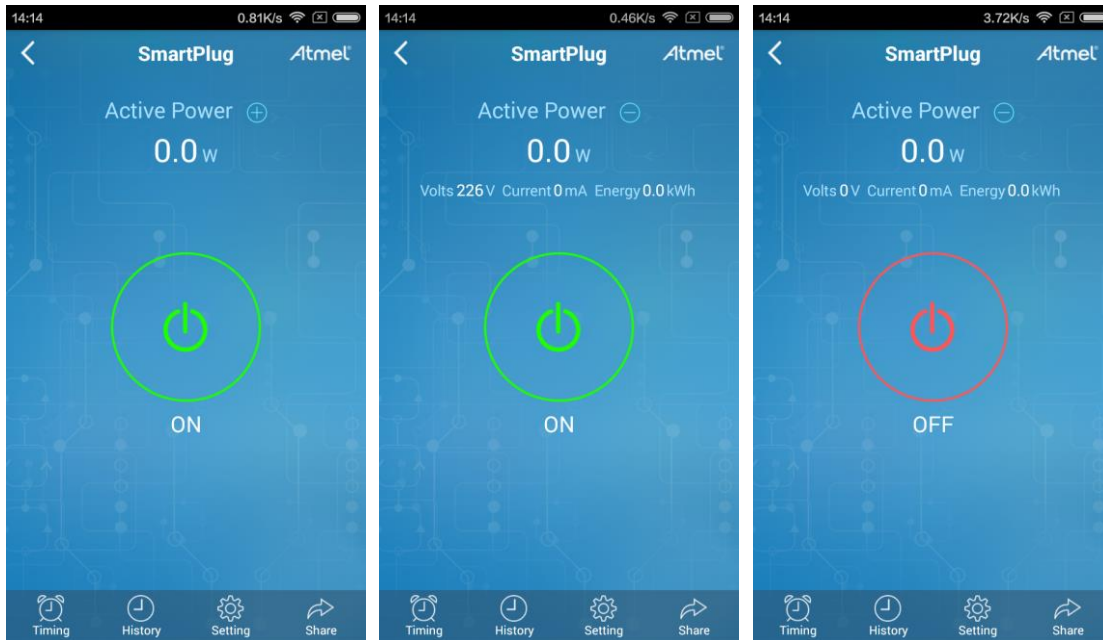 14:14 0.81K/s
SmartPlug Atmel
Active Power
0.0 W
ON
Timing History Setting Share
14:14 0.46K/s
SmartPlug Atmel
Active Power
0.0 W
Volts 226 V Current 0 mA Energy 0.0 kWh
ON
Timing History Setting Share
14:14 3.72K/s
SmartPlug Atmel
Active Power
0.0 W
Volts 0 V Current 0 mA Energy 0.0 kWh
OFF
Timing History Setting Share